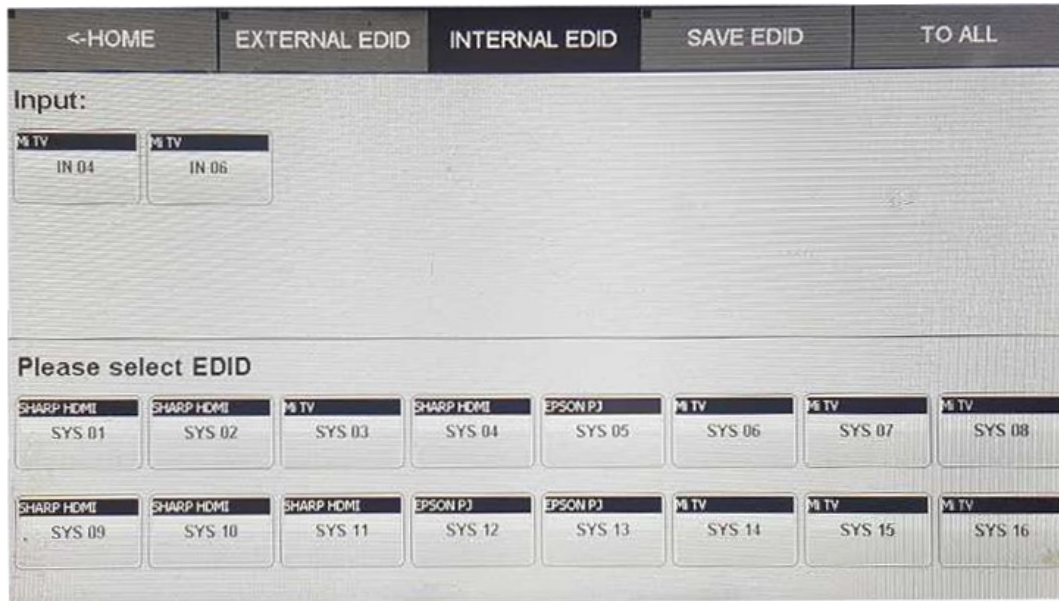 <-HOME EXTERNAL EDID INTERNAL EDID SAVE EDID TO ALL
Input:
Mi TV Mi TV
IN 04 IN 06
Please select EDID
SHARP HDMI SHARP HDMI Mi TV SHARP HDMI EPSON PJ Mi TV Mi TV Mi TV
SYS 01 SYS 02 SYS 03 SYS 04 SYS 05 SYS 06 SYS 07 SYS 08
SHARP HDMI SHARP HDMI SHARP HDMI EPSON PJ EPSON PJ Mi TV Mi TV Mi TV
SYS 09 SYS 10 SYS 11 SYS 12 SYS 13 SYS 14 SYS 15 SYS 16